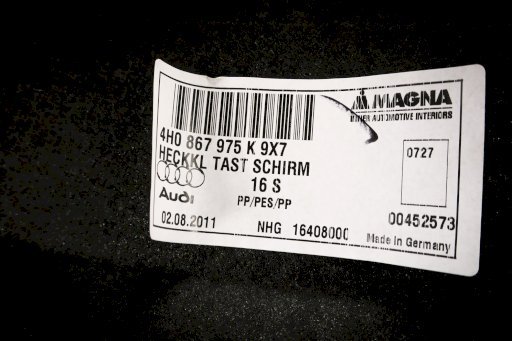 MAGNA
INNER AUTOMOTIVE INTERIORS
4H0 867 975 K 9X7
HECKKL TAST SCHIRM
16 S
0727
Audi
PP/PES/PP
00452573
02.08.2011 NHG 16408000
Made in Germany